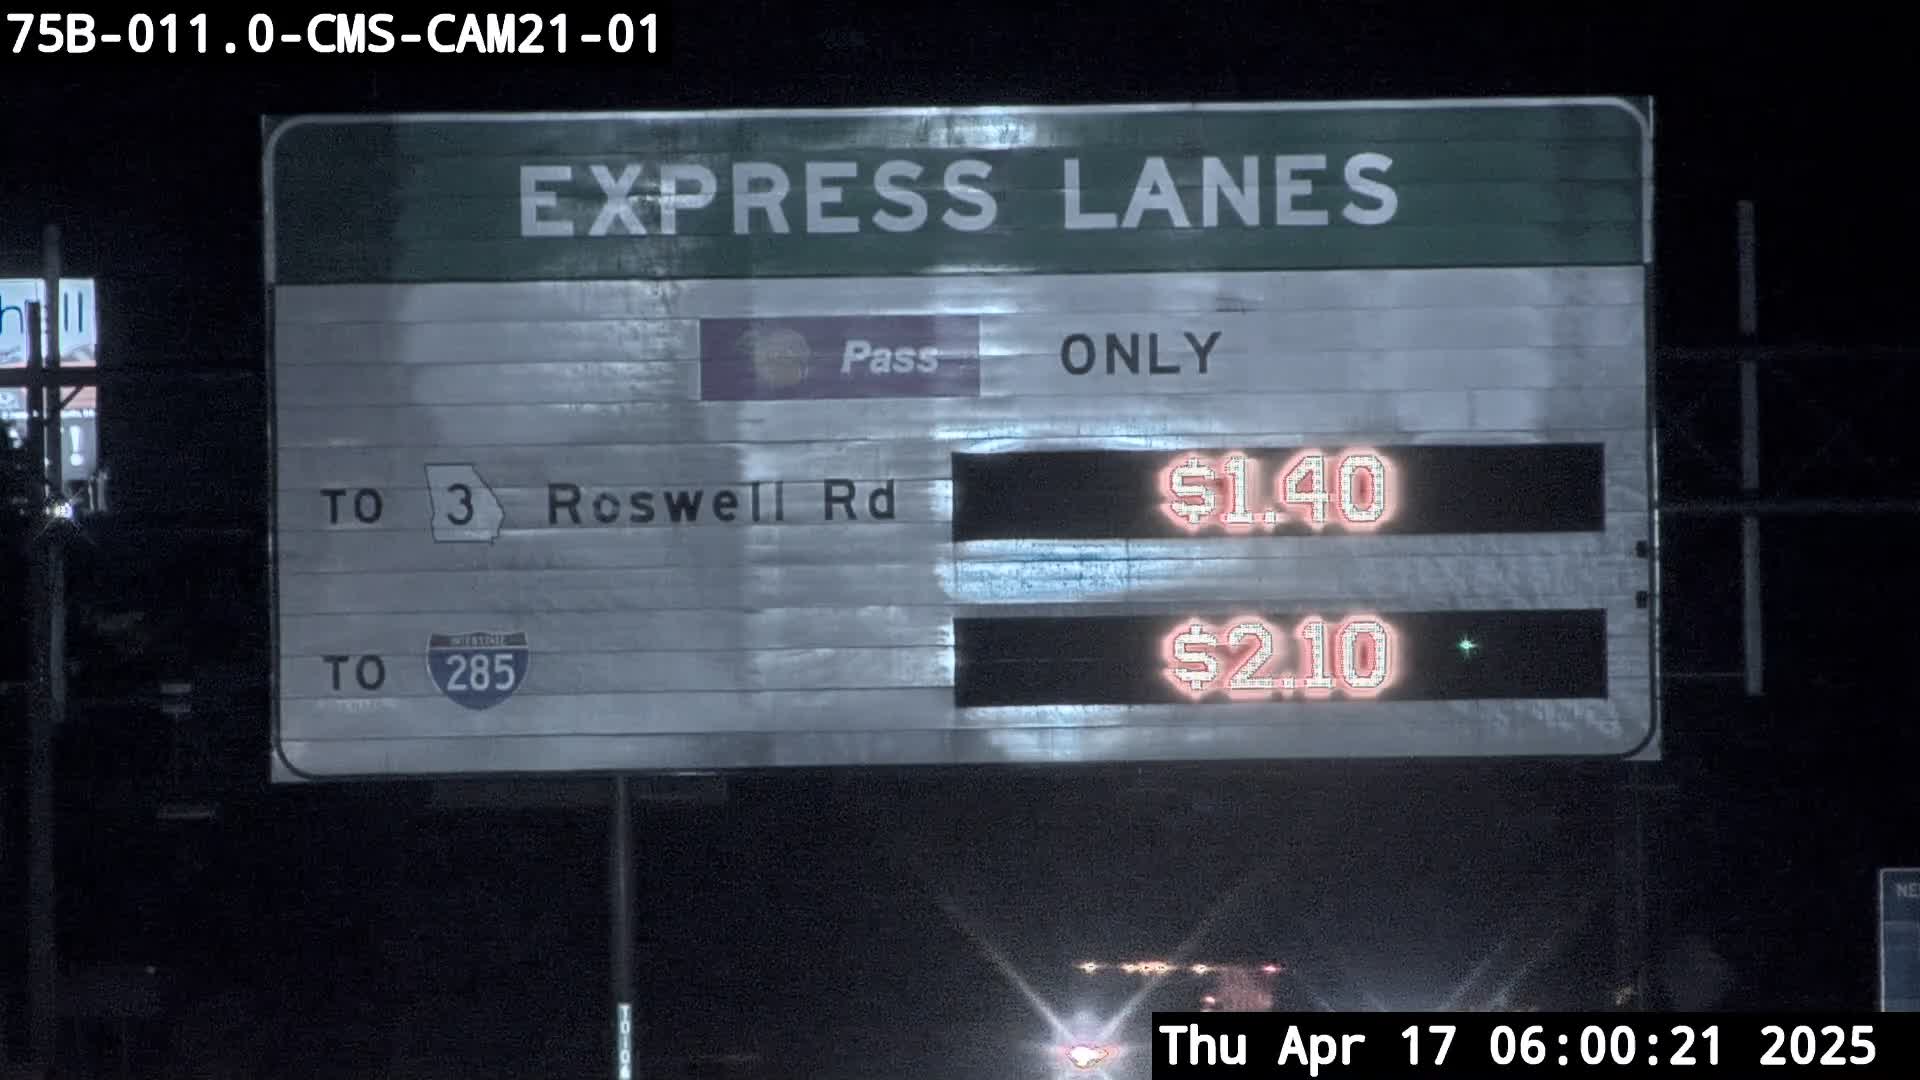 75B-011.0-CMS-CAM21-01
EXPRESS LANES
Pass ONLY
TO 3 Roswell Rd $1.40
TO INTERSTATE 285 $2.10
Thu Apr 17 06:00:21 2025